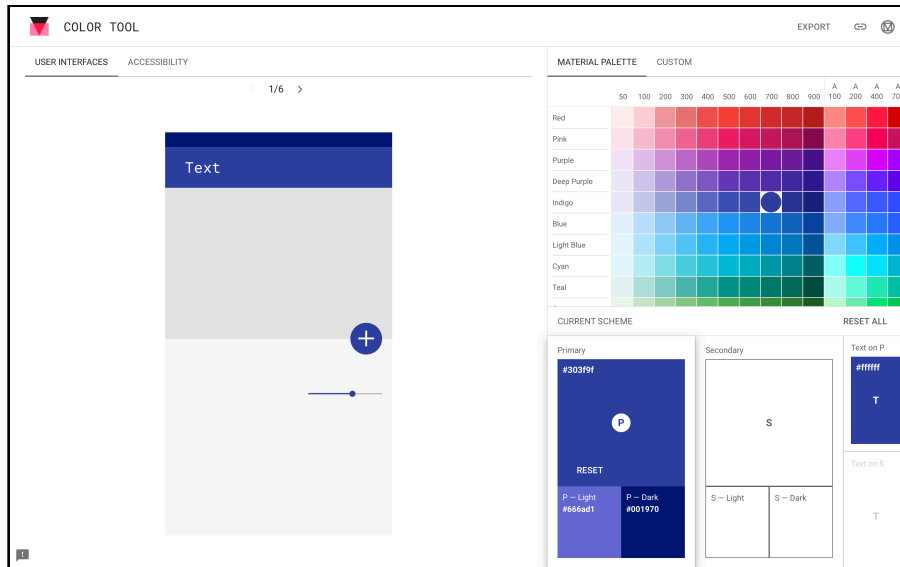 COLOR TOOL
EXPORT
USER INTERFACES ACCESSIBILITY
1/6
Text
MATERIAL PALETTE CUSTOM
50 100 200 300 400 500 600 700 800 900 A 100 A 200 A 400
Red
Pink
Purple
Deep Purple
Indigo
Blue
Light Blue
Cyan
Teal
CURRENT SCHEME
RESET ALL
Primary
#303f9f
P
RESET
P — Light
#666ad1
P — Dark
#001970
Secondary
S
S — Light
S — Dark
Text on P
#ffffff
T
Text on S
T